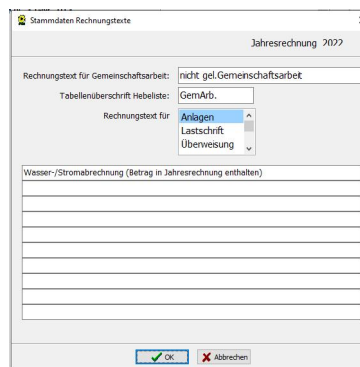 Stammdaten Rechnungstexte
Jahresrechnung 2022
Rechnungstext für Gemeinschaftsarbeit: nicht gel.Gemeinschaftsarbeit
Tabellenüberschrift Hebeliste: GemArb.
Rechnungstext für Anlagen
Lastschrift
Überweisung
Wasser-/Stromabrechnung (Betrag in Jahresrechnung enthalten)
OK Abbrechen